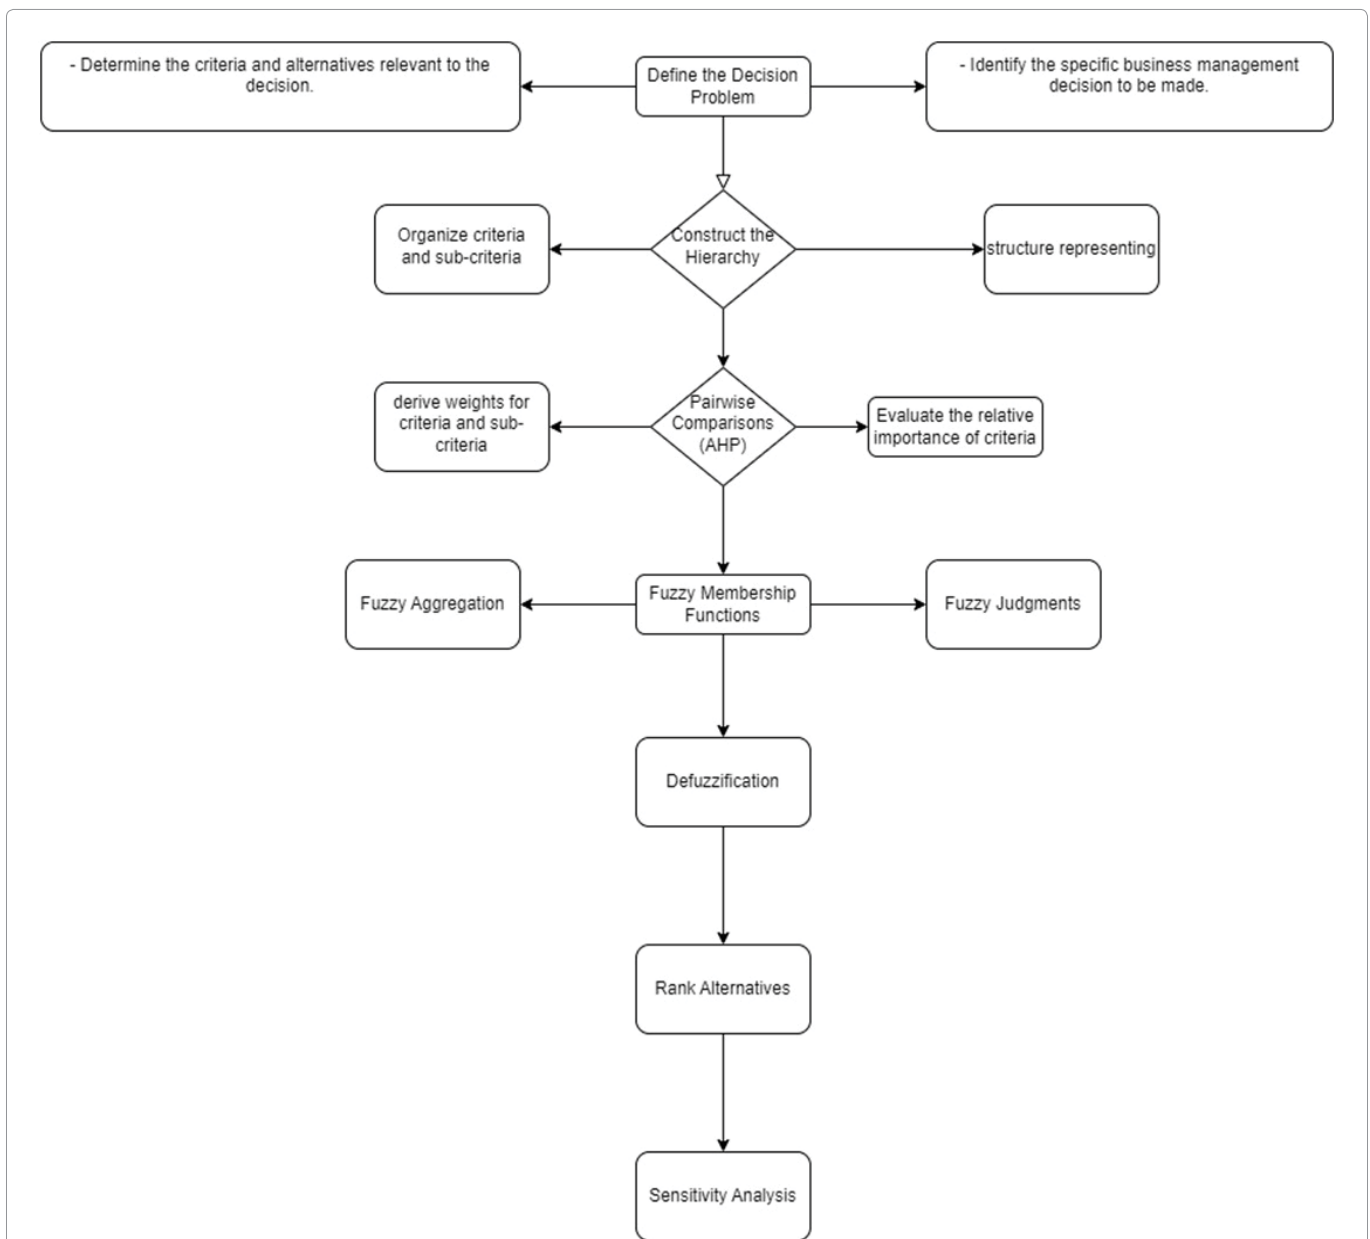 - Determine the criteria and alternatives relevant to the
decision.
Define the Decision
Problem
- Identify the specific business management
decision to be made.
Organize criteria
and sub-criteria
Construct the
Hierarchy
structure representing
derive weights for
criteria and sub-
criteria
Pairwise
Comparisons
(AHP)
Evaluate the relative
importance of criteria
Fuzzy Aggregation
Fuzzy Membership
Functions
Fuzzy Judgments
Defuzzification
Rank Alternatives
Sensitivity Analysis